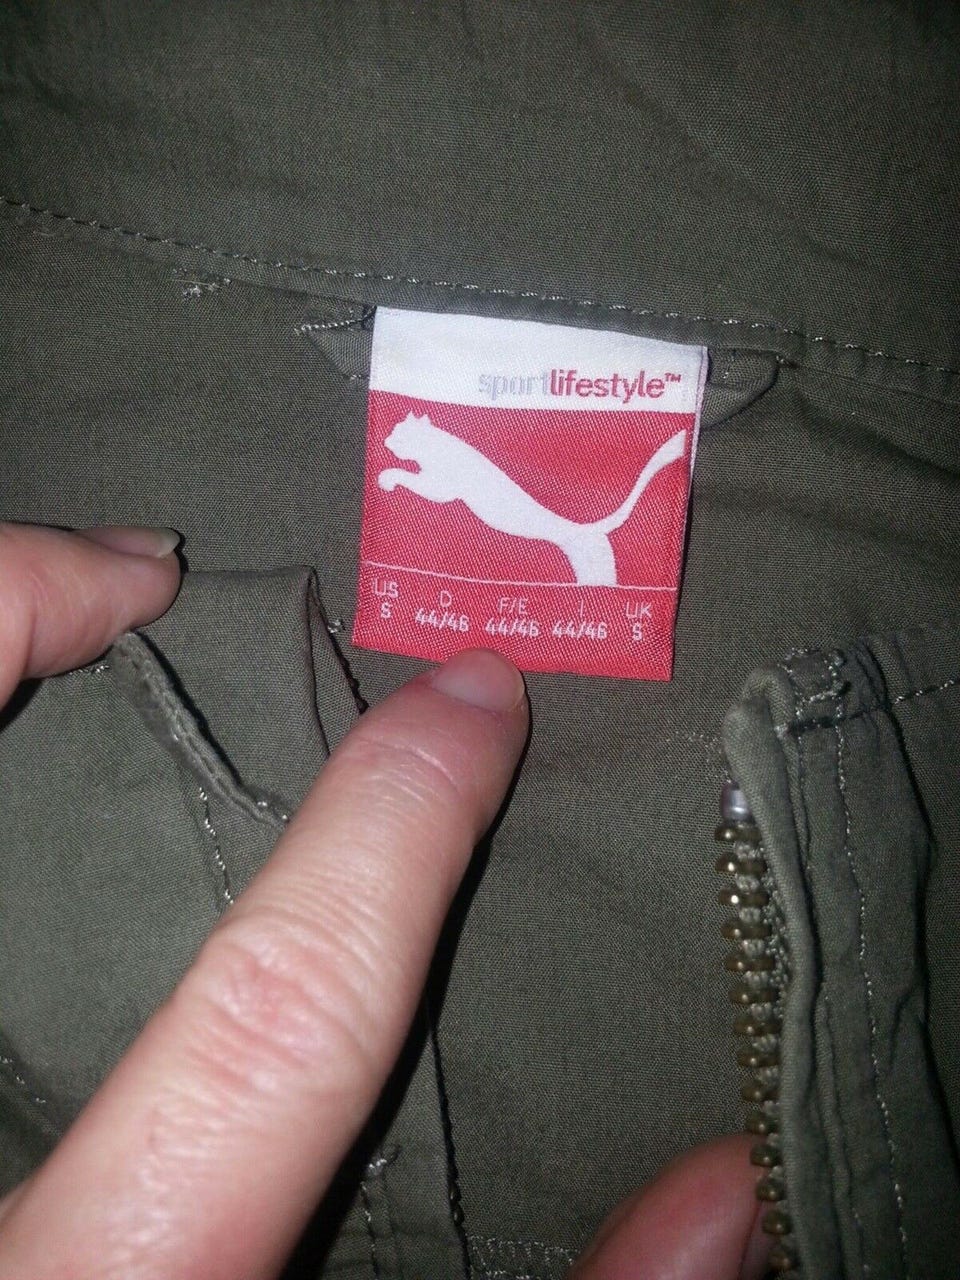 sportlifestyle™
US D F/E I UK
S 44/46 44/46 44/46 S